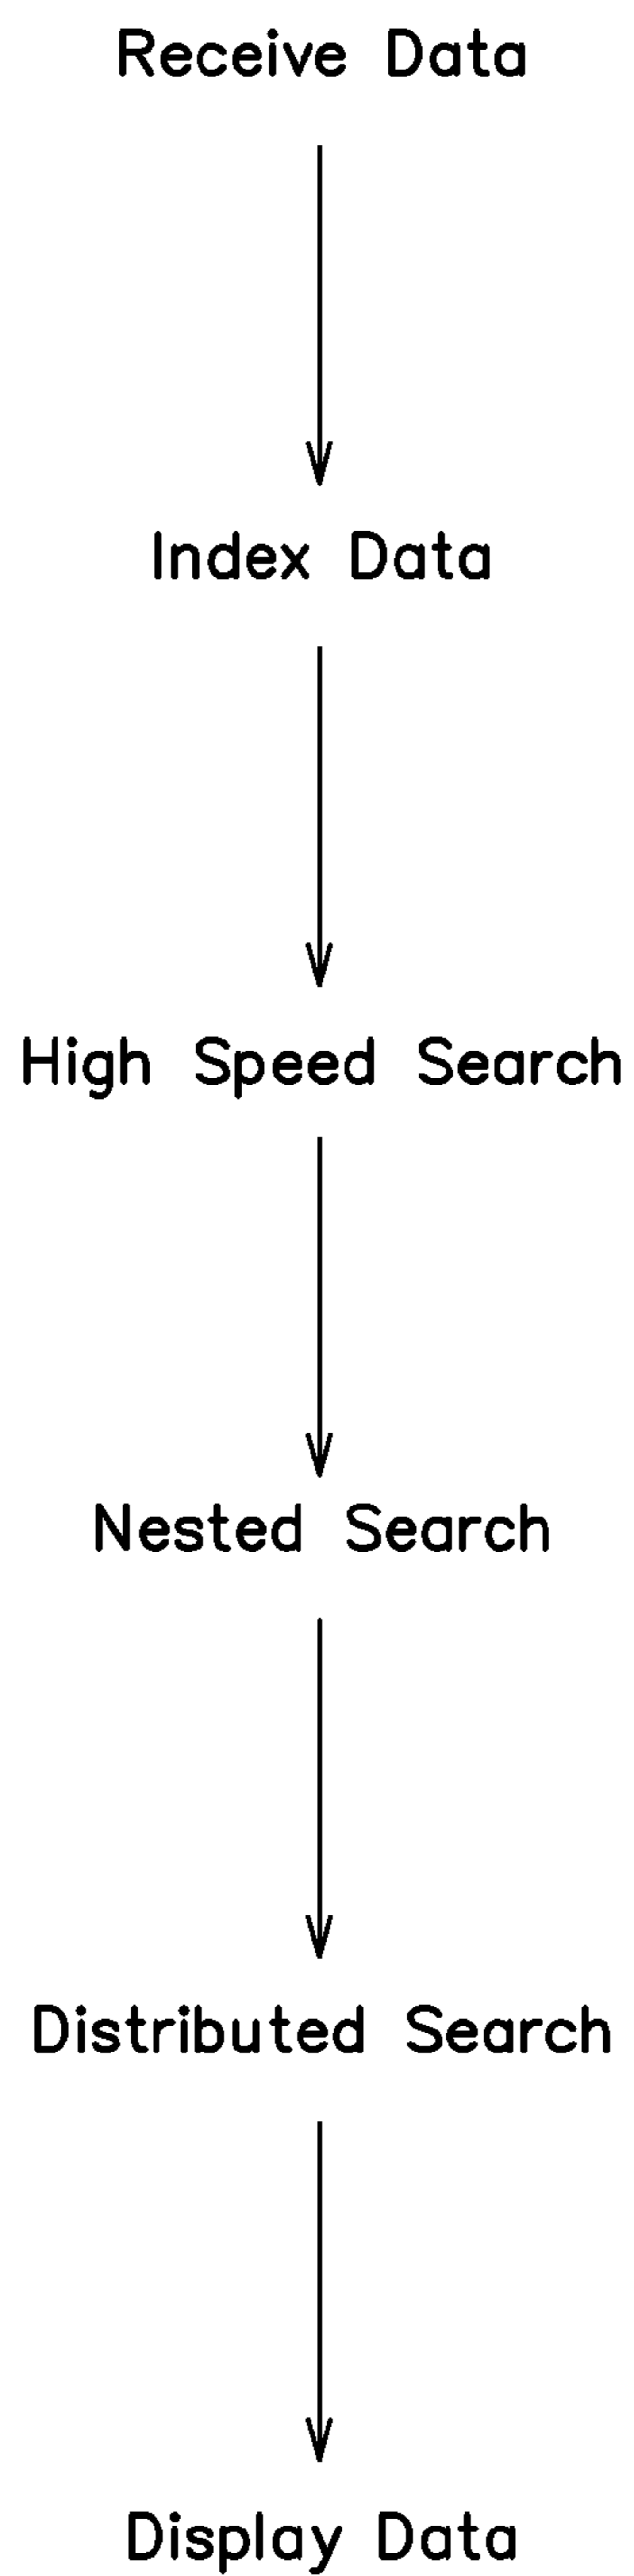 Receive Data
Index Data
High Speed Search
Nested Search
Distributed Search
Display Data